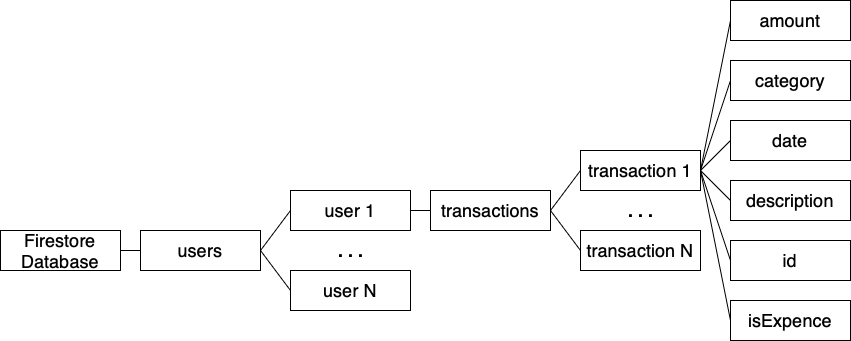 Firestore
Database
users
user 1
...
user N
transactions
transaction 1
...
transaction N
amount
category
date
description
id
isExpence